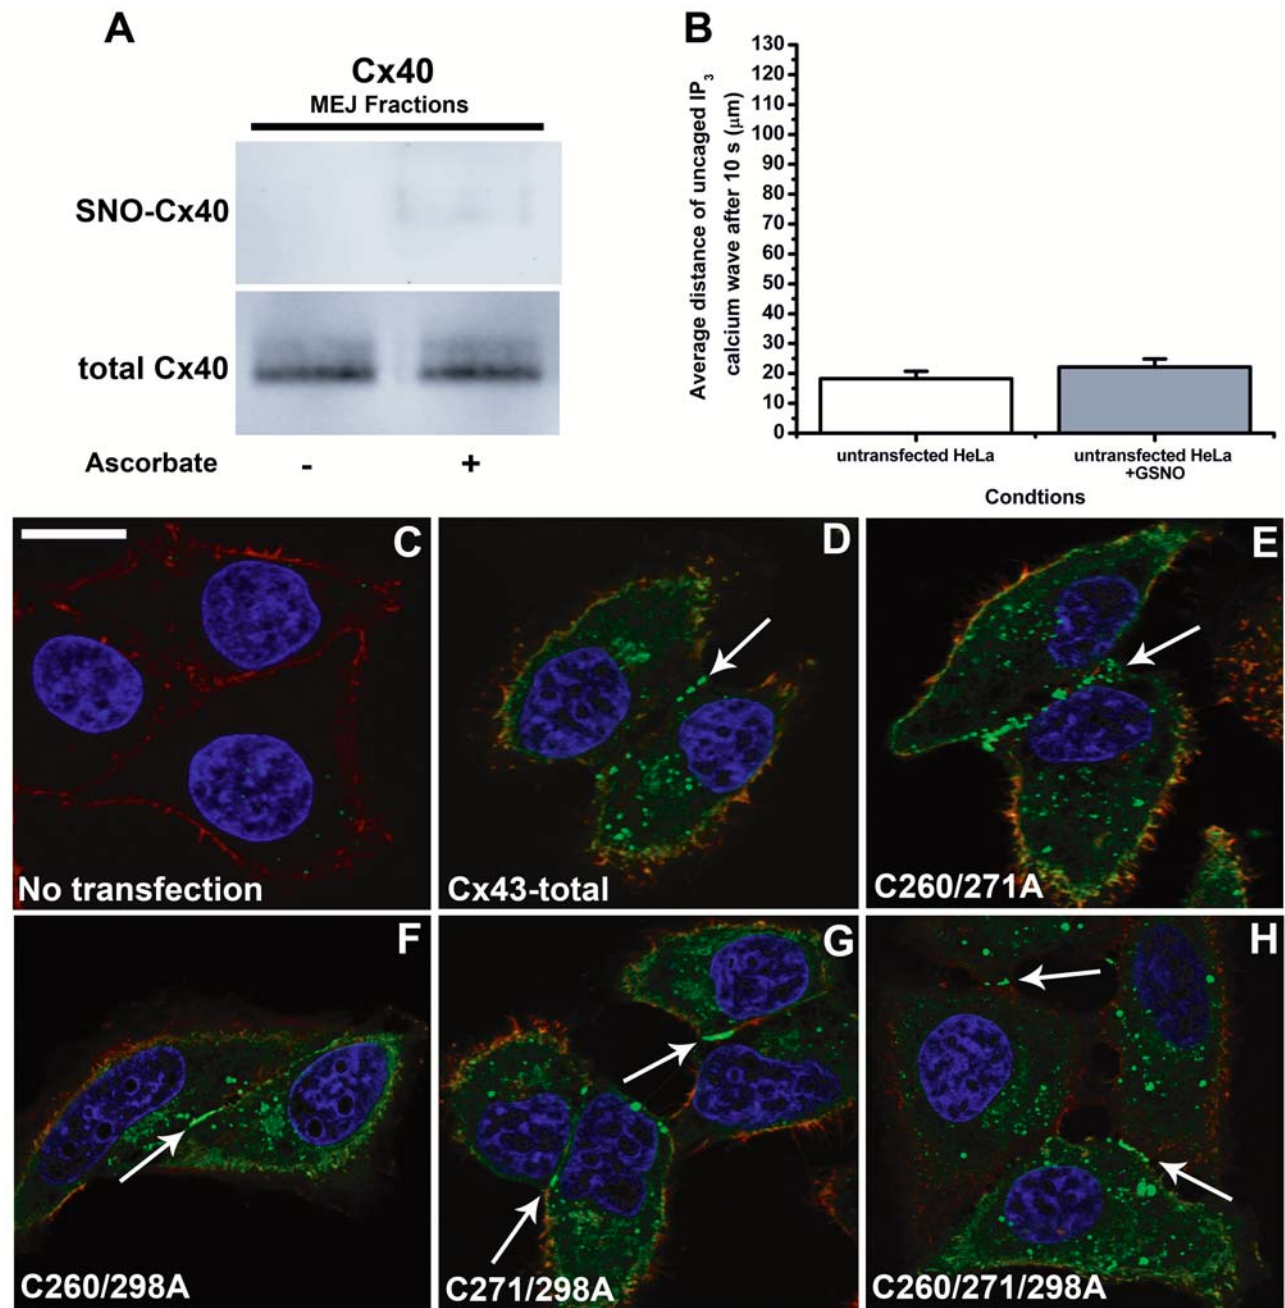 A
Cx40
MEJ Fractions
SNO-Cx40
total Cx40
Ascorbate - +
B
Average distance of uncaged IP₃
calcium wave after 10 s (μm)
130
120
110
100
90
80
70
60
50
40
30
20
10
0
untransfected HeLa
untransfected HeLa
+GSNO
Condtions
C
No transfection
D
Cx43-total
E
C260/271A
F
C260/298A
G
C271/298A
H
C260/271/298A